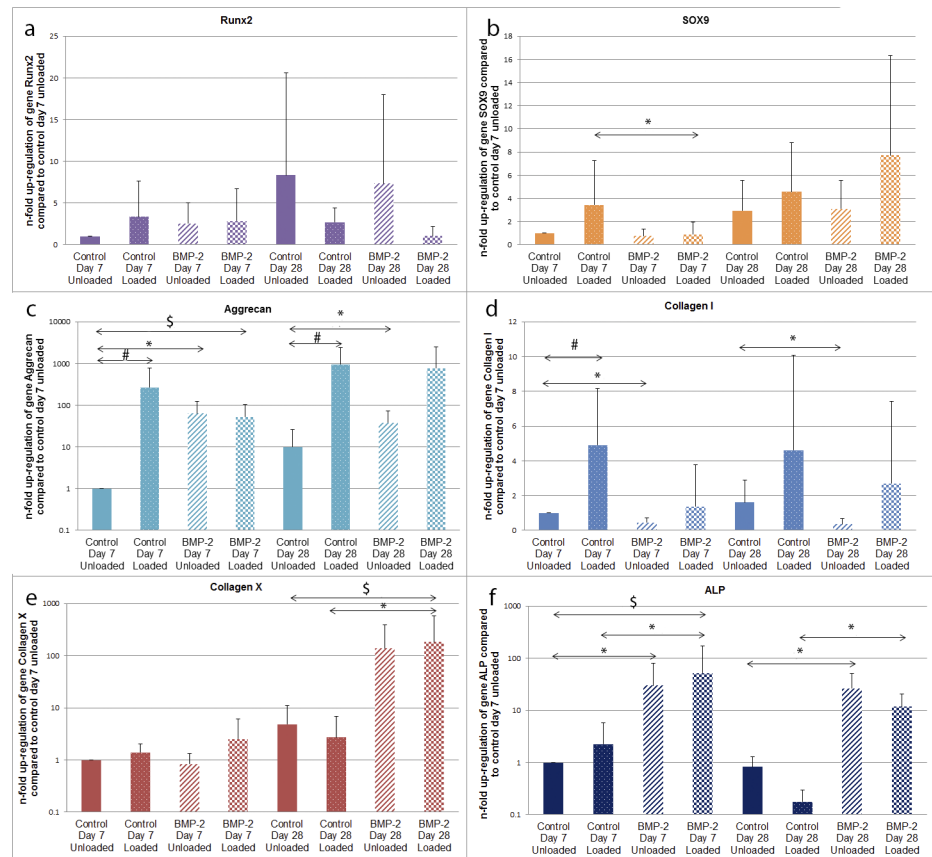 a
Runx2
n-fold up-regulation of gene Runx2
compared to control day 7 unloaded
25
20
15
10
5
0
Control Day 7 Unloaded
Control Day 7 Loaded
BMP-2 Day 7 Unloaded
BMP-2 Day 7 Loaded
Control Day 28 Unloaded
Control Day 28 Loaded
BMP-2 Day 28 Unloaded
BMP-2 Day 28 Loaded
b
SOX9
n-fold up-regulation of gene SOX9 compared
to control day 7 unloaded
18
16
14
12
10
8
6
4
2
0
*
Control Day 7 Unloaded
Control Day 7 Loaded
BMP-2 Day 7 Unloaded
BMP-2 Day 7 Loaded
Control Day 28 Unloaded
Control Day 28 Loaded
BMP-2 Day 28 Unloaded
BMP-2 Day 28 Loaded
c
Aggrecan
n-fold up-regulation of gene Aggrecan
compared to control day 7 unloaded
10000
1000
100
10
1
0.1
$
*
#
*
#
Control Day 7 Unloaded
Control Day 7 Loaded
BMP-2 Day 7 Unloaded
BMP-2 Day 7 Loaded
Control Day 28 Unloaded
Control Day 28 Loaded
BMP-2 Day 28 Unloaded
BMP-2 Day 28 Loaded
d
Collagen I
n-fold up-regulation of gene Collagen I
compared to control day 7 unloaded
12
10
8
6
4
2
0
#
*
*
Control Day 7 Unloaded
Control Day 7 Loaded
BMP-2 Day 7 Unloaded
BMP-2 Day 7 Loaded
Control Day 28 Unloaded
Control Day 28 Loaded
BMP-2 Day 28 Unloaded
BMP-2 Day 28 Loaded
e
Collagen X
n-fold up-regulation of gene Collagen X
compared to control day 7 unloaded
1000
100
10
1
0.1
$
*
Control Day 7 Unloaded
Control Day 7 Loaded
BMP-2 Day 7 Unloaded
BMP-2 Day 7 Loaded
Control Day 28 Unloaded
Control Day 28 Loaded
BMP-2 Day 28 Unloaded
BMP-2 Day 28 Loaded
f
ALP
n-fold up-regulation of gene ALP compared
to control day 7 unloaded
1000
100
10
1
0.1
$
*
*
*
*
Control Day 7 Unloaded
Control Day 7 Loaded
BMP-2 Day 7 Unloaded
BMP-2 Day 7 Loaded
Control Day 28 Unloaded
Control Day 28 Loaded
BMP-2 Day 28 Unloaded
BMP-2 Day 28 Loaded